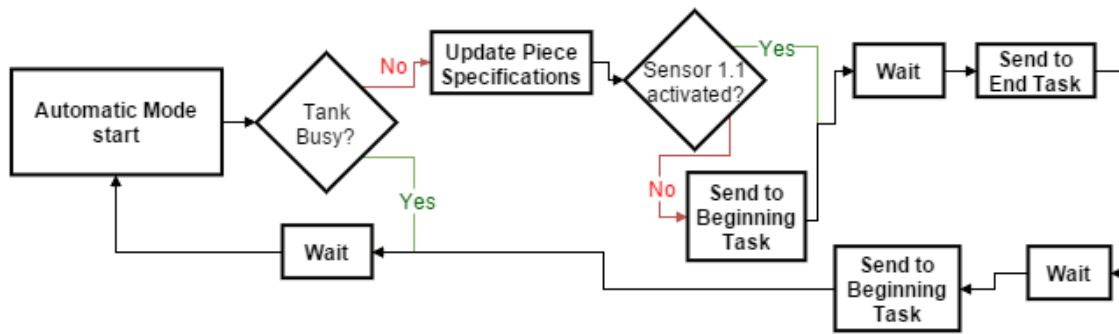 Automatic Mode
start
Tank
Busy?
No
Yes
Update Piece
Specifications
Sensor 1.1
activated?
Yes
No
Send to
Beginning
Task
Wait
Send to
End Task
Wait
Send to
Beginning
Task
Wait